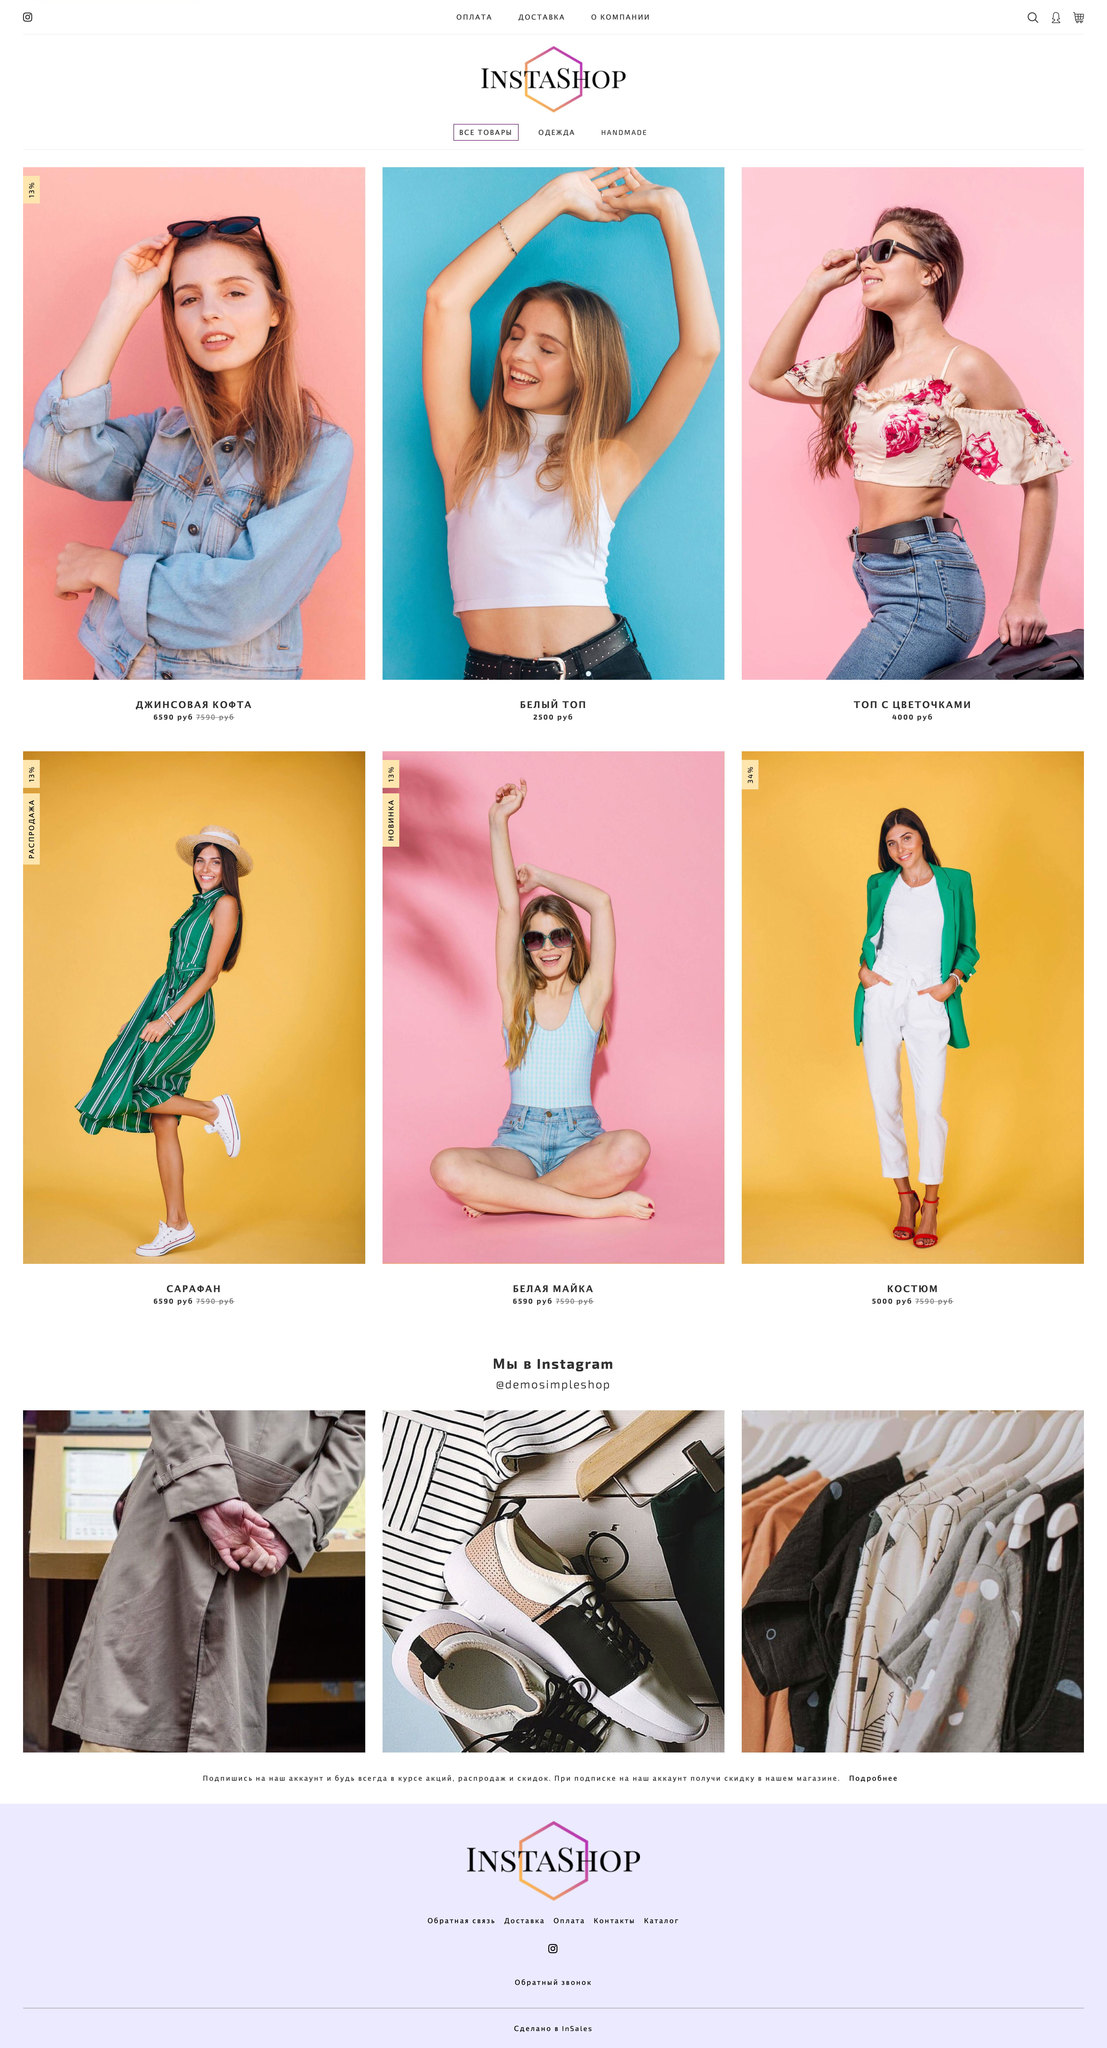 ОПЛАТА ДОСТАВКА О КОМПАНИИ
INSTASHOP
ВСЕ ТОВАРЫ ОДЕЖДА HANDMADE
13%
ДЖИНСОВАЯ КОФТА
6590 руб 7590 руб
БЕЛЫЙ ТОП
2500 руб
ТОП С ЦВЕТОЧКАМИ
4000 руб
13%
РАСПРОДАЖА
13%
НОВИНКА
34%
САРАФАН
6590 руб 7590 руб
БЕЛАЯ МАЙКА
6590 руб 7590 руб
КОСТЮМ
5000 руб 7590 руб
Мы в Instagram
@demosimpleshop
Подпишись на наш аккаунт и будь всегда в курсе акций, распродаж и скидок. При подписке на наш аккаунт получи скидку в нашем магазине. Подробнее
INSTASHOP
Обратная связь Доставка Оплата Контакты Каталог
Обратный звонок
Сделано в InSales